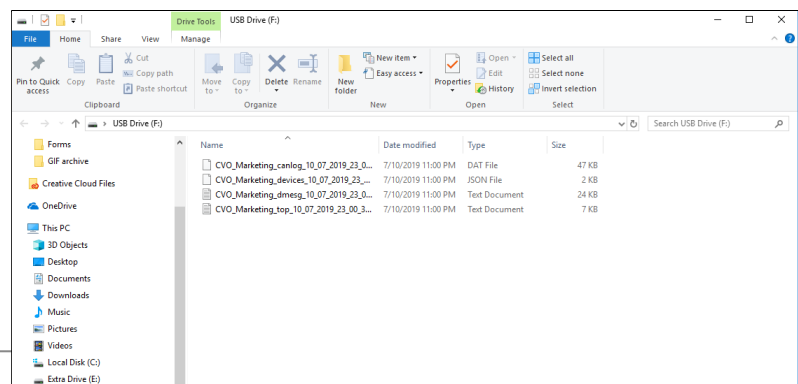 Drive Tools USB Drive (F:)
File Home Share View Manage
Pin to Quick access
Copy
Paste
Cut
Copy path
Paste shortcut
Clipboard
Move to
Copy to
Delete
Rename
Organize
New folder
New item
Easy access
New
Properties
Open
Edit
History
Open
Select all
Select none
Invert selection
Select
USB Drive (F:)
Search USB Drive (F:)
Forms
GIF archive
Creative Cloud Files
OneDrive
This PC
3D Objects
Desktop
Documents
Downloads
Music
Pictures
Videos
Local Disk (C:)
Extra Drive (E:)
Name Date modified Type Size
CVO_Marketing_canlog_10_07_2019_23_0... 7/10/2019 11:00 PM DAT File 47 KB
CVO_Marketing_devices_10_07_2019_23_... 7/10/2019 11:00 PM JSON File 2 KB
CVO_Marketing_dmesg_10_07_2019_23_0... 7/10/2019 11:00 PM Text Document 24 KB
CVO_Marketing_top_10_07_2019_23_00_3... 7/10/2019 11:00 PM Text Document 7 KB